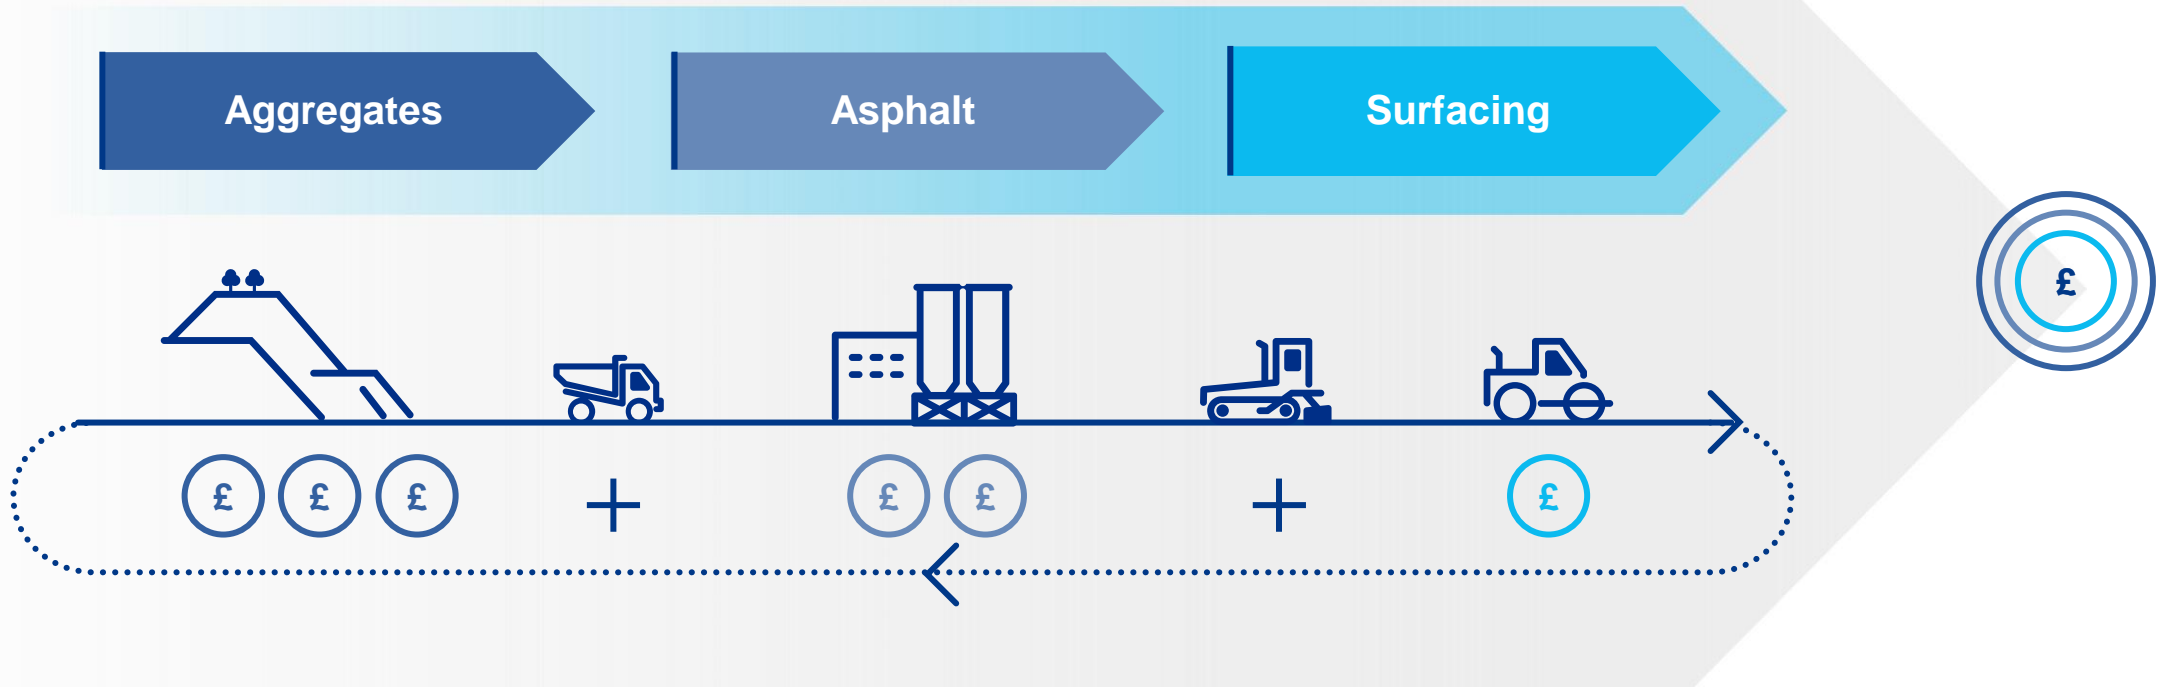 Aggregates
Asphalt
Surfacing
£
£ £ £
£ £
£